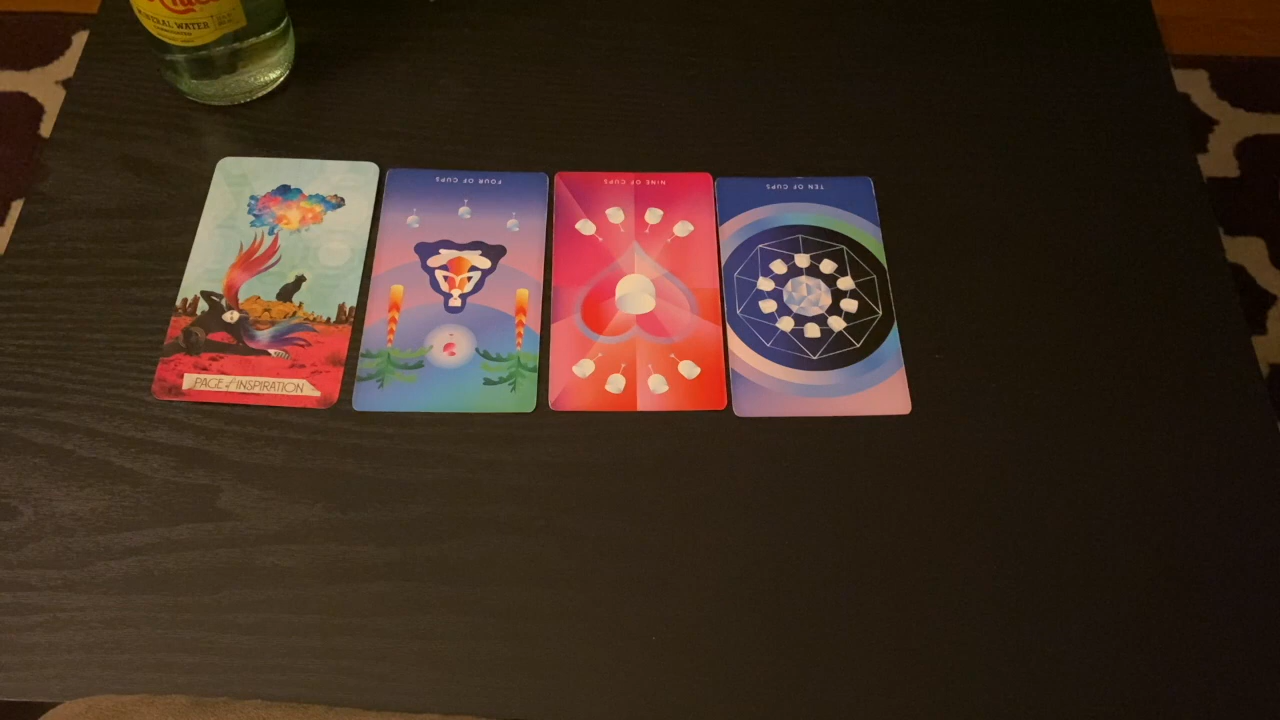 MINERAL WATER
PAGE of INSPIRATION
FOUR OF CUPS
NINE OF CUPS
TEN OF CUPS